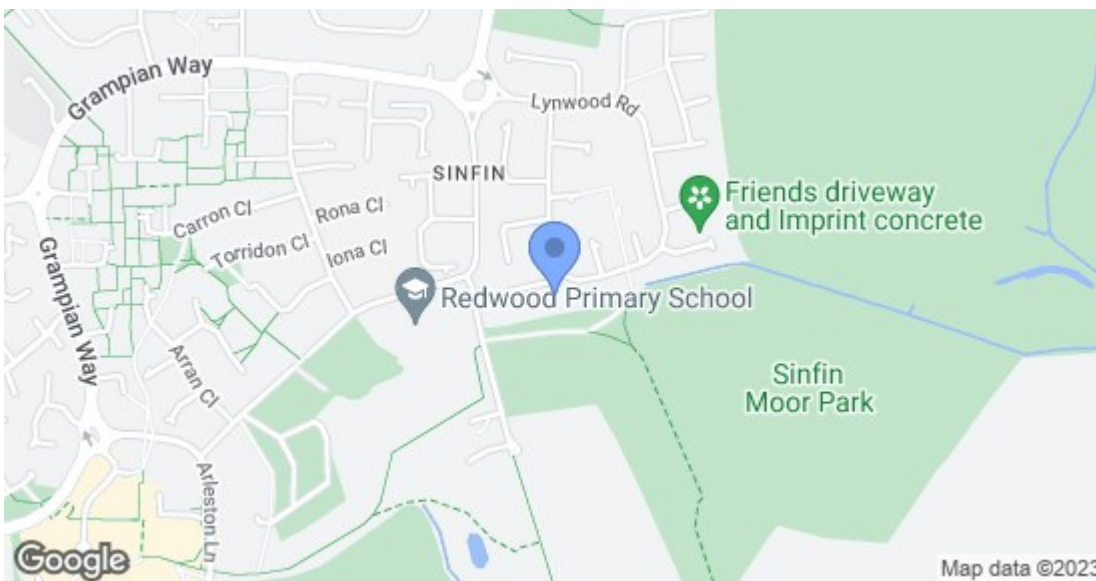 Grampian Way
Lynwood Rd
SINFIN
Friends driveway
and Imprint concrete
Carron Cl
Rona Cl
Torridon Cl
Iona Cl
Redwood Primary School
Grampian Way
Arran Cl
Sinfin
Moor Park
Arleston Ln
Google
Map data ©2023